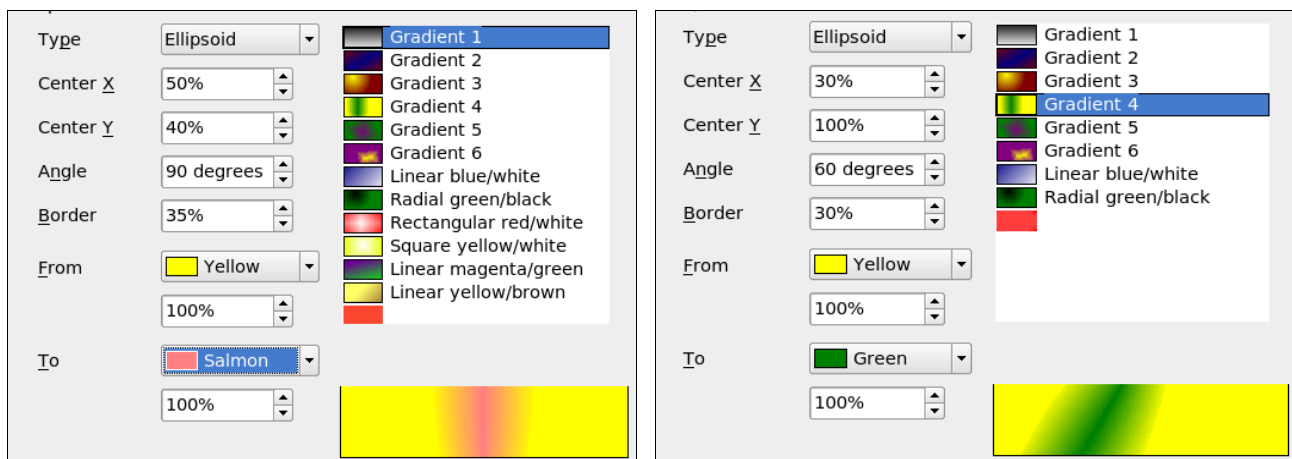 Type Ellipsoid
Center X 50%
Center Y 40%
Angle 90 degrees
Border 35%
From Yellow
100%
To Salmon
100%
Gradient 1
Gradient 2
Gradient 3
Gradient 4
Gradient 5
Gradient 6
Linear blue/white
Radial green/black
Rectangular red/white
Square yellow/white
Linear magenta/green
Linear yellow/brown
Type Ellipsoid
Center X 30%
Center Y 100%
Angle 60 degrees
Border 30%
From Yellow
100%
To Green
100%
Gradient 1
Gradient 2
Gradient 3
Gradient 4
Gradient 5
Gradient 6
Linear blue/white
Radial green/black